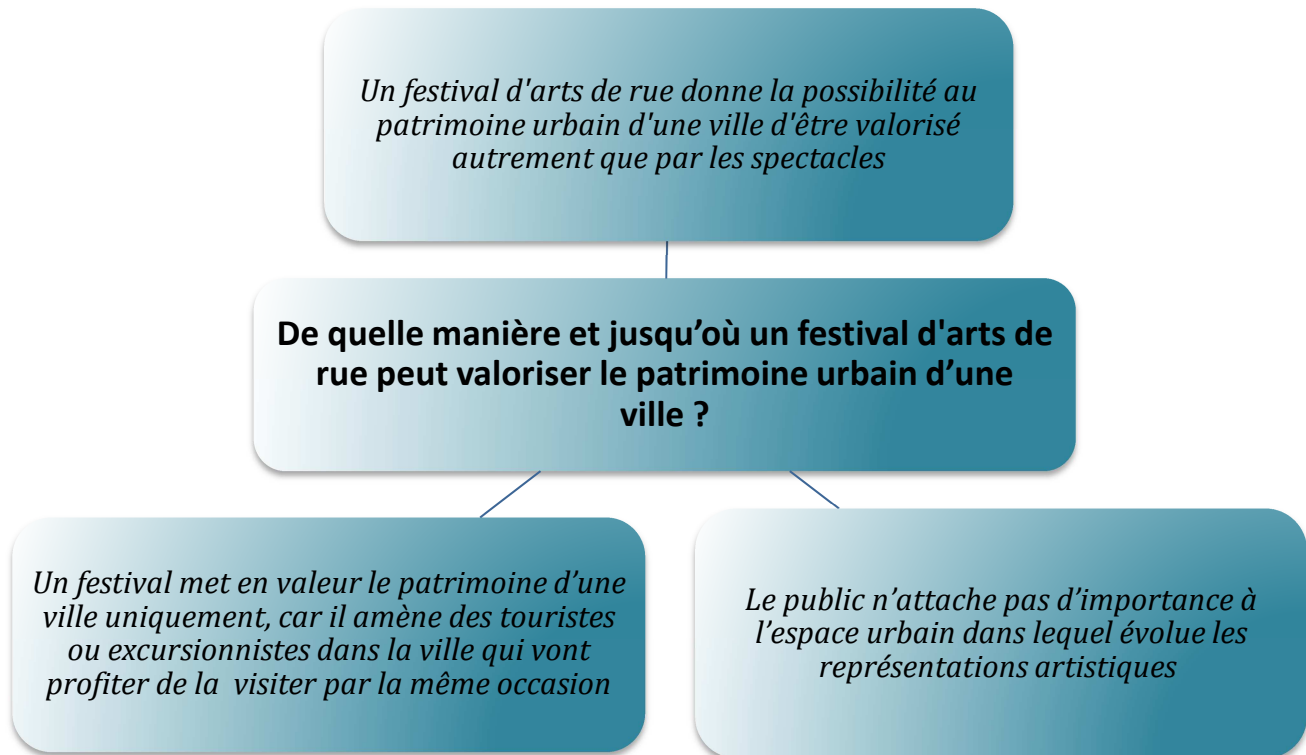 Un festival d'arts de rue donne la possibilité au
patrimoine urbain d'une ville d'être valorisé
autrement que par les spectacles
De quelle manière et jusqu’où un festival d'arts de
rue peut valoriser le patrimoine urbain d’une
ville ?
Un festival met en valeur le patrimoine d’une
ville uniquement, car il amène des touristes
ou excursionnistes dans la ville qui vont
profiter de la visiter par la même occasion
Le public n’attache pas d’importance à
l’espace urbain dans lequel évolue les
représentations artistiques